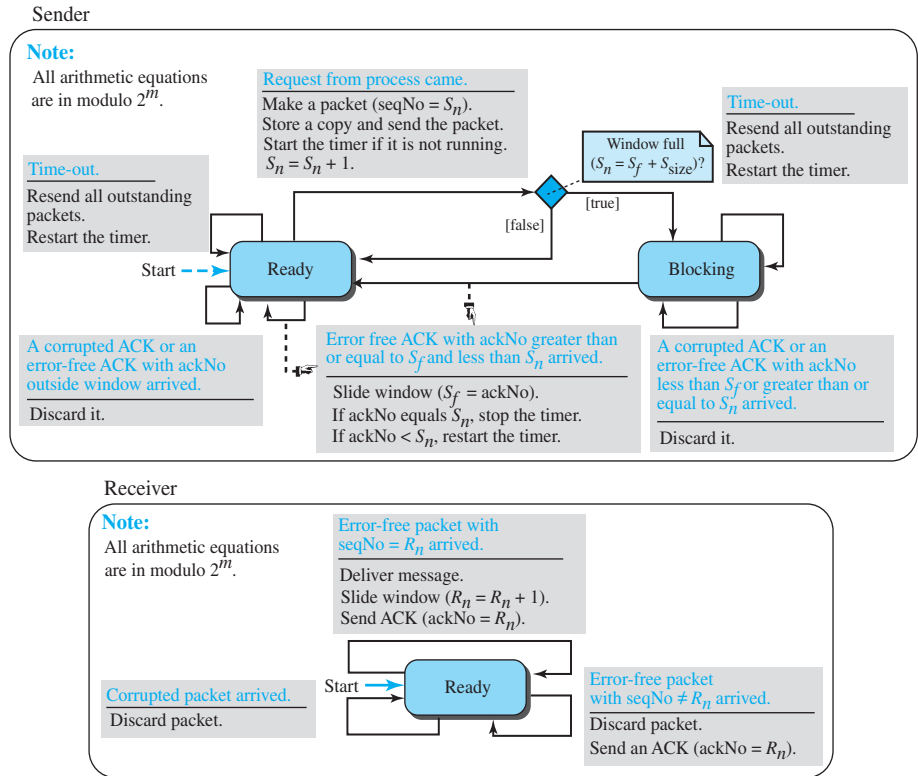 Sender
Note:
All arithmetic equations
are in modulo 2^m.
Request from process came.
Make a packet (seqNo = S_n).
Store a copy and send the packet.
Start the timer if it is not running.
S_n = S_n + 1.
Window full
(S_n = S_f + S_size)?
Time-out.
Resend all outstanding
packets.
Restart the timer.
Time-out.
Resend all outstanding
packets.
Restart the timer.
[false]
[true]
Start
Ready
Blocking
A corrupted ACK or an
error-free ACK with ackNo
outside window arrived.
Discard it.
Error free ACK with ackNo greater than
or equal to S_f and less than S_n arrived.
Slide window (S_f = ackNo).
If ackNo equals S_n, stop the timer.
If ackNo < S_n, restart the timer.
A corrupted ACK or an
error-free ACK with ackNo
less than S_f or greater than or
equal to S_n arrived.
Discard it.
Receiver
Note:
All arithmetic equations
are in modulo 2^m.
Error-free packet with
seqNo = R_n arrived.
Deliver message.
Slide window (R_n = R_n + 1).
Send ACK (ackNo = R_n).
Corrupted packet arrived.
Discard packet.
Start
Ready
Error-free packet
with seqNo ≠ R_n arrived.
Discard packet.
Send an ACK (ackNo = R_n).